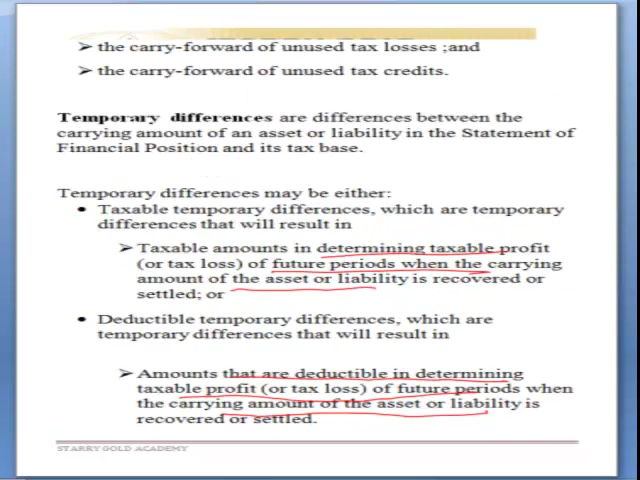 ➢ the carry-forward of unused tax losses ;and
➢ the carry-forward of unused tax credits.
Temporary differences are differences between the
carrying amount of an asset or liability in the Statement of
Financial Position and its tax base.
Temporary differences may be either:
• Taxable temporary differences, which are temporary
differences that will result in
➢ Taxable amounts in determining taxable profit
(or tax loss) of future periods when the carrying
amount of the asset or liability is recovered or
settled; or
• Deductible temporary differences, which are
temporary differences that will result in
➢ Amounts that are deductible in determining
taxable profit (or tax loss) of future periods when
the carrying amount of the asset or liability is
recovered or settled.
STARRY GOLD ACADEMY